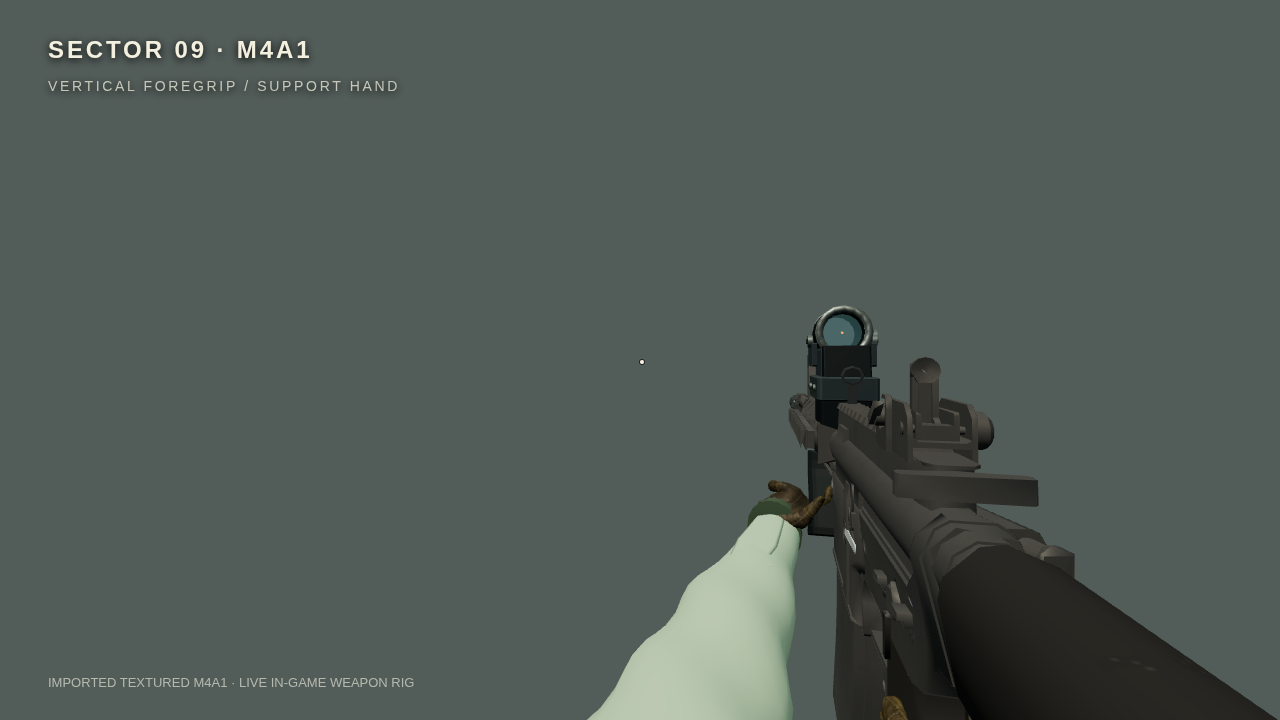 SECTOR 09 · M4A1
VERTICAL FOREGRIP / SUPPORT HAND
IMPORTED TEXTURED M4A1 · LIVE IN-GAME WEAPON RIG